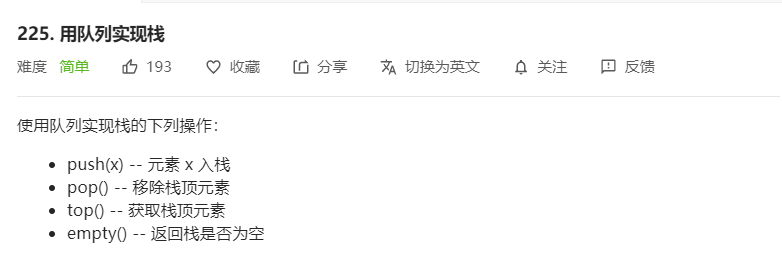 225. 用队列实现栈
难度 简单 193 收藏 分享 切换为英文 关注 反馈
使用队列实现栈的下列操作：
• push(x) -- 元素 x 入栈
• pop() -- 移除栈顶元素
• top() -- 获取栈顶元素
• empty() -- 返回栈是否为空